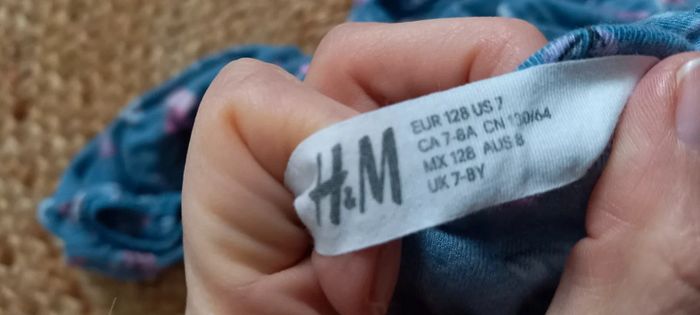 H&M
EUR 128 US 7
CA 7-8A CN 130/64
MX 128 AUS 8
UK 7-8Y